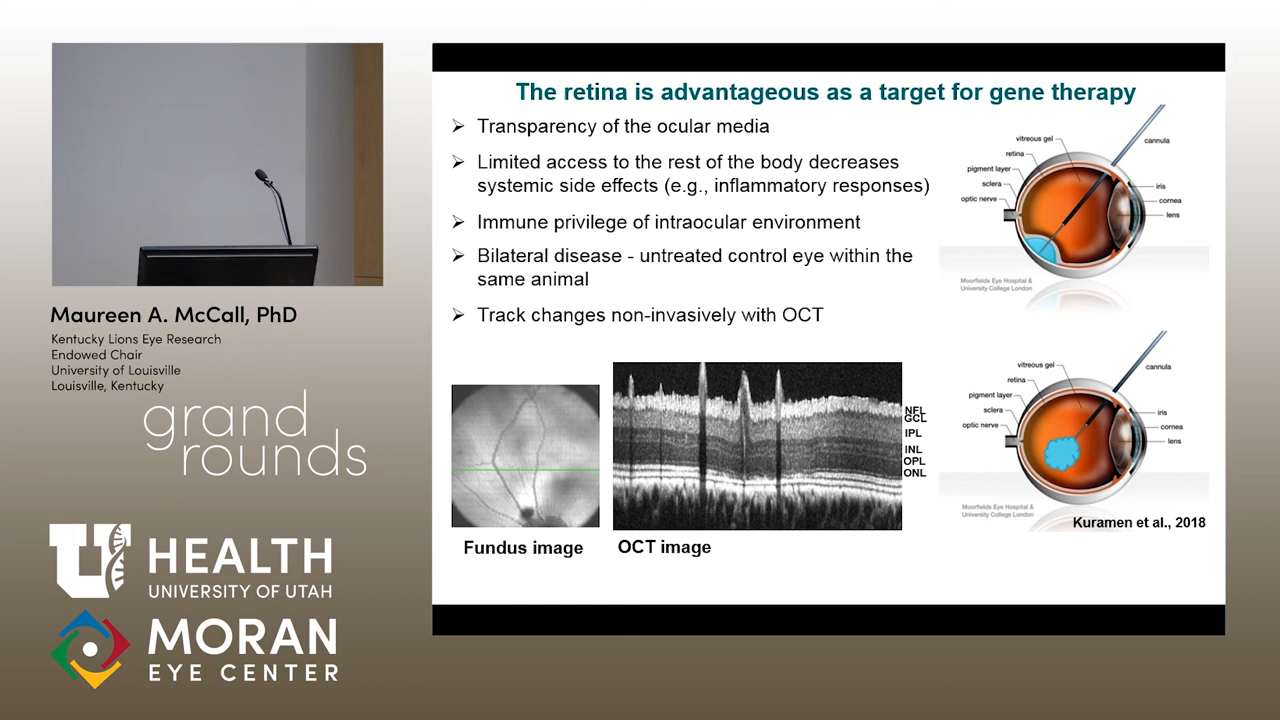 Maureen A. McCall, PhD
Kentucky Lions Eye Research
Endowed Chair
University of Louisville
Louisville, Kentucky
grand
rounds
U HEALTH
UNIVERSITY OF UTAH
MORAN
EYE CENTER
The retina is advantageous as a target for gene therapy
Transparency of the ocular media
Limited access to the rest of the body decreases
systemic side effects (e.g., inflammatory responses)
Immune privilege of intraocular environment
Bilateral disease - untreated control eye within the
same animal
Track changes non-invasively with OCT
Fundus image
NFL
GCL
IPL
INL
OPL
ONL
OCT image
vitreous gel
retina
pigment layer
sclera
optic nerve
cannula
iris
cornea
lens
Moorfields Eye Hospital &
University College London
vitreous gel
retina
pigment layer
sclera
optic nerve
cannula
iris
cornea
lens
Moorfields Eye Hospital &
University College London
Kuramen et al., 2018